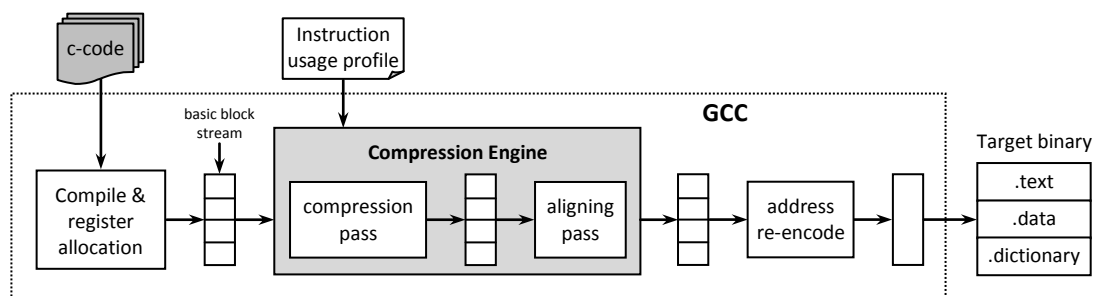 c-code
Instruction
usage profile
GCC
basic block
stream
Compression Engine
Target binary
Compile &
register
allocation
compression
pass
aligning
pass
address
re-encode
.text
.data
.dictionary